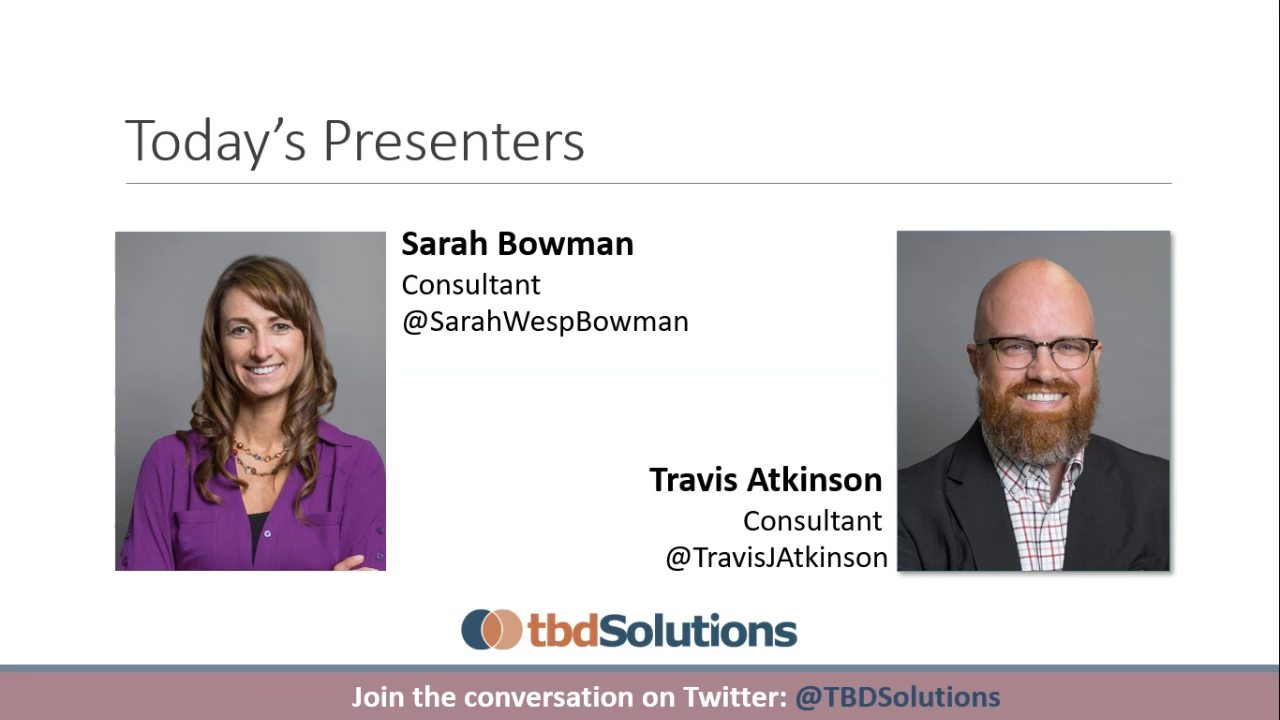 Today’s Presenters
Sarah Bowman
Consultant
@SarahWespBowman
Travis Atkinson
Consultant
@TravisJAtkinson
tbdSolutions
Join the conversation on Twitter: @TBDSolutions